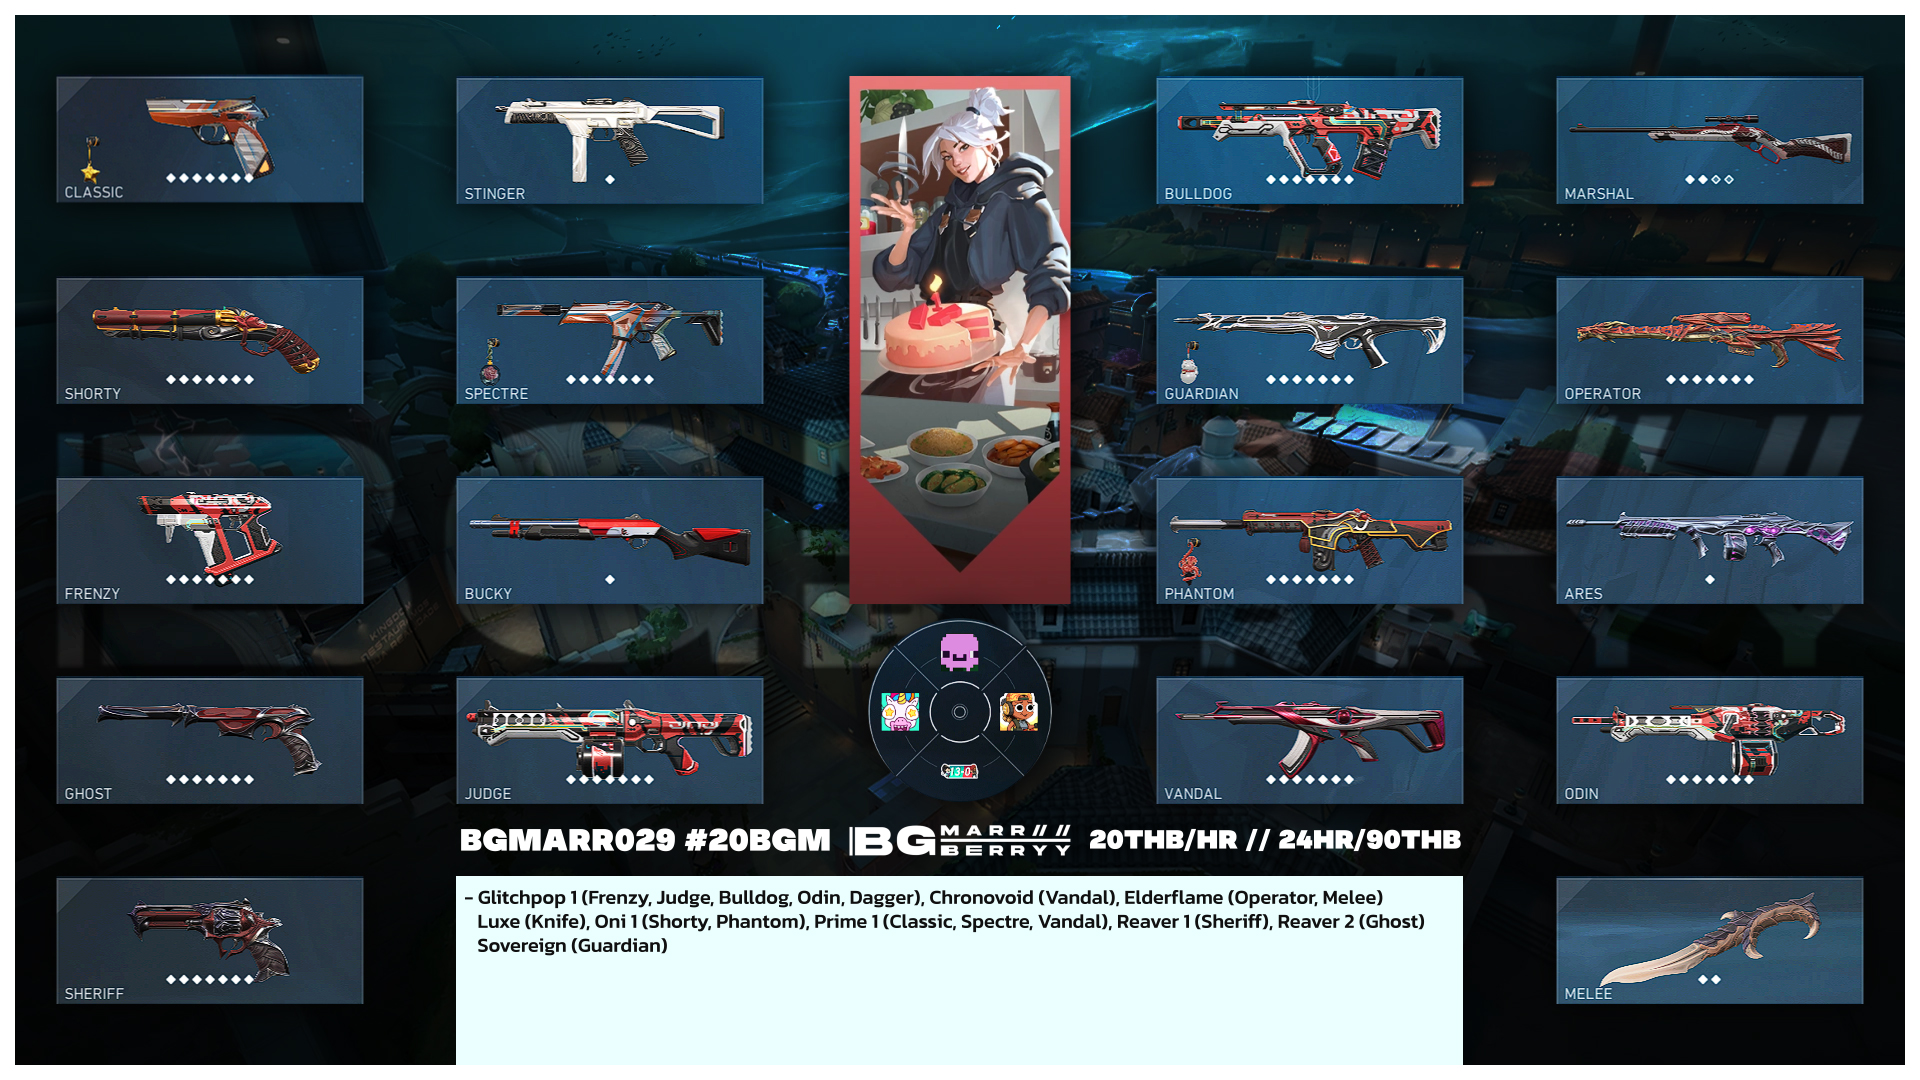 CLASSIC
STINGER
BULLDOG
MARSHAL
SHORTY
SPECTRE
GUARDIAN
OPERATOR
FRENZY
BUCKY
PHANTOM
ARES
GHOST
JUDGE
13-0
VANDAL
ODIN
BGMARR029 #20BGM
BG MARR// //
BERRYY
20THB/HR // 24HR/90THB
- Glitchpop 1 (Frenzy, Judge, Bulldog, Odin, Dagger), Chronovoid (Vandal), Elderflame (Operator, Melee)
Luxe (Knife), Oni 1 (Shorty, Phantom), Prime 1 (Classic, Spectre, Vandal), Reaver 1 (Sheriff), Reaver 2 (Ghost)
Sovereign (Guardian)
SHERIFF
MELEE